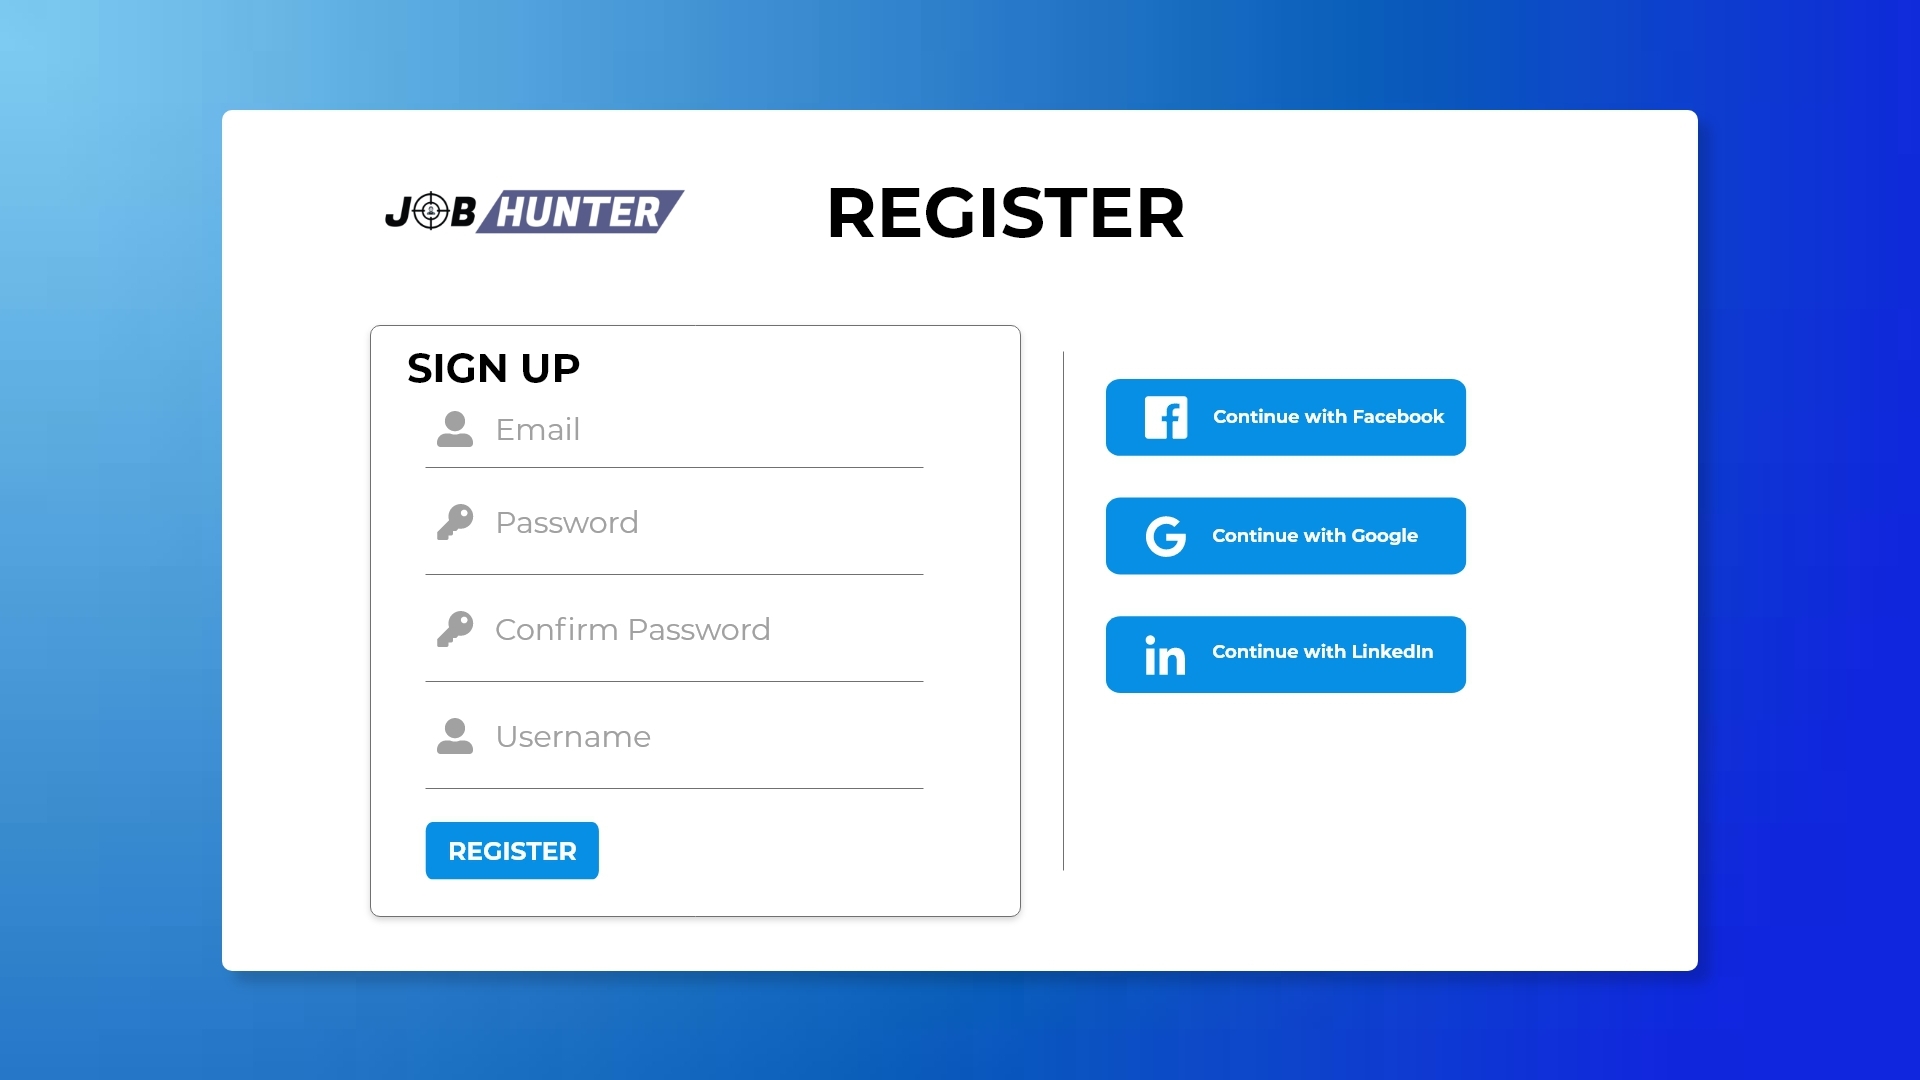 JOB HUNTER
REGISTER
SIGN UP
Email
Password
Confirm Password
Username
REGISTER
Continue with Facebook
Continue with Google
in Continue with LinkedIn